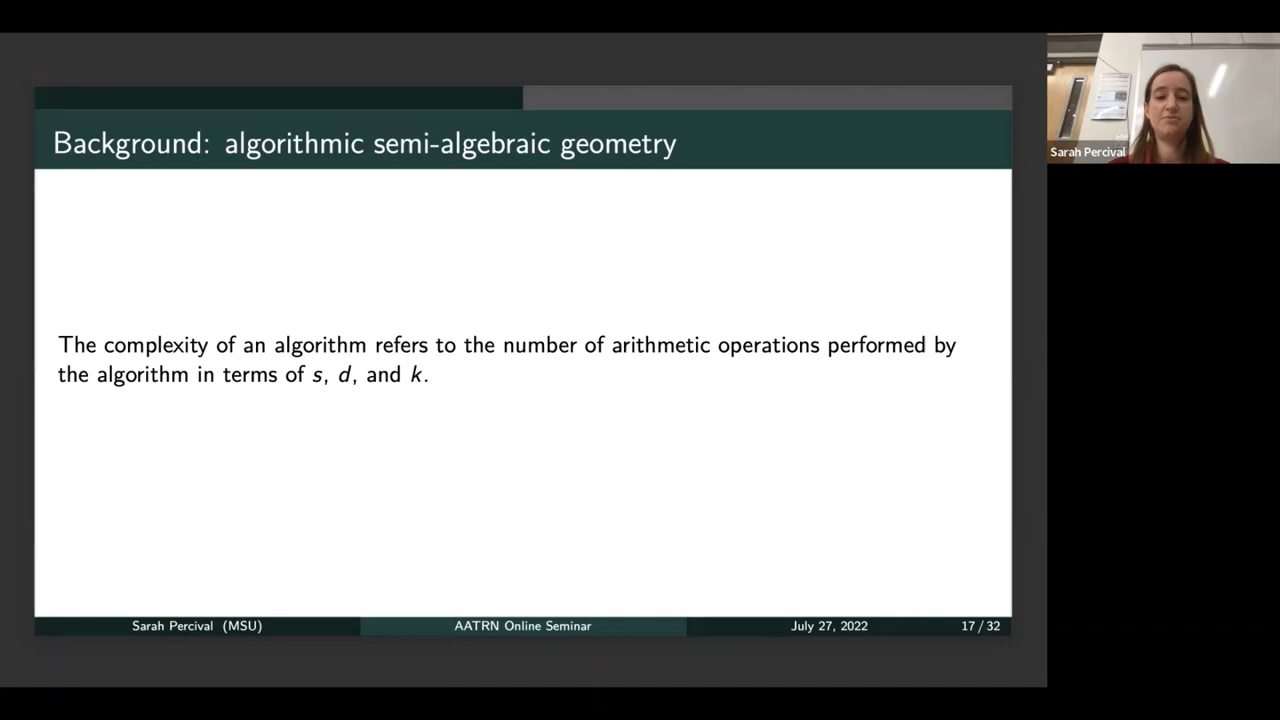 Background: algorithmic semi-algebraic geometry
The complexity of an algorithm refers to the number of arithmetic operations performed by
the algorithm in terms of s, d, and k.
Sarah Percival (MSU)
AATRN Online Seminar
July 27, 2022
17 / 32
Sarah Percival